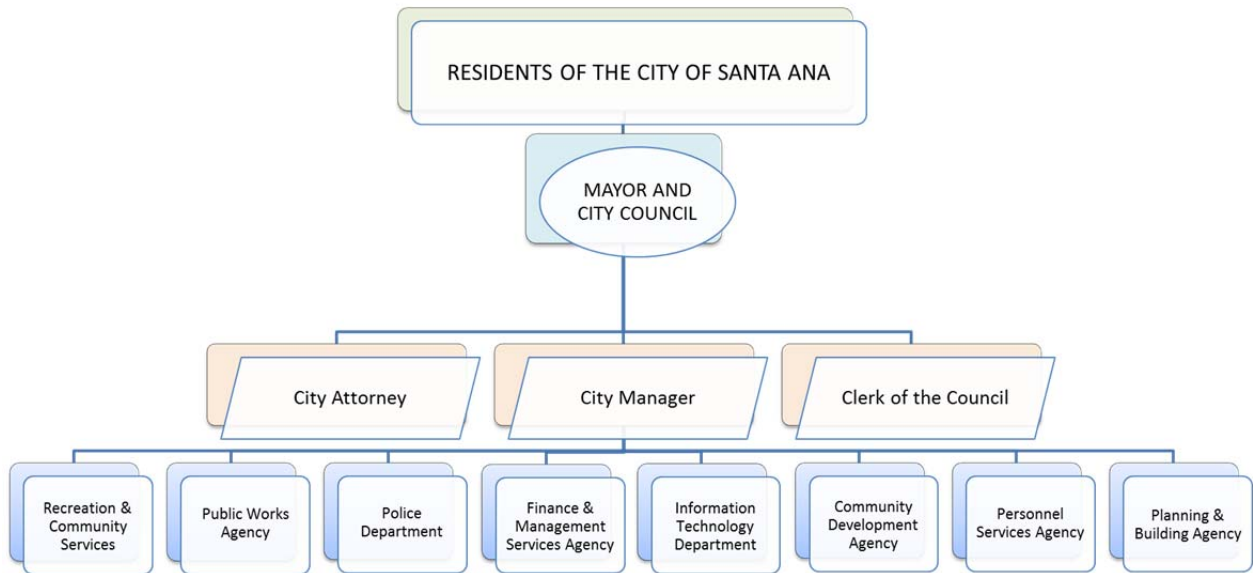 RESIDENTS OF THE CITY OF SANTA ANA
MAYOR AND
CITY COUNCIL
City Attorney
City Manager
Clerk of the Council
Recreation &
Community
Services
Public Works
Agency
Police
Department
Finance &
Management
Services Agency
Information
Technology
Department
Community
Development
Agency
Personnel
Services Agency
Planning &
Building Agency